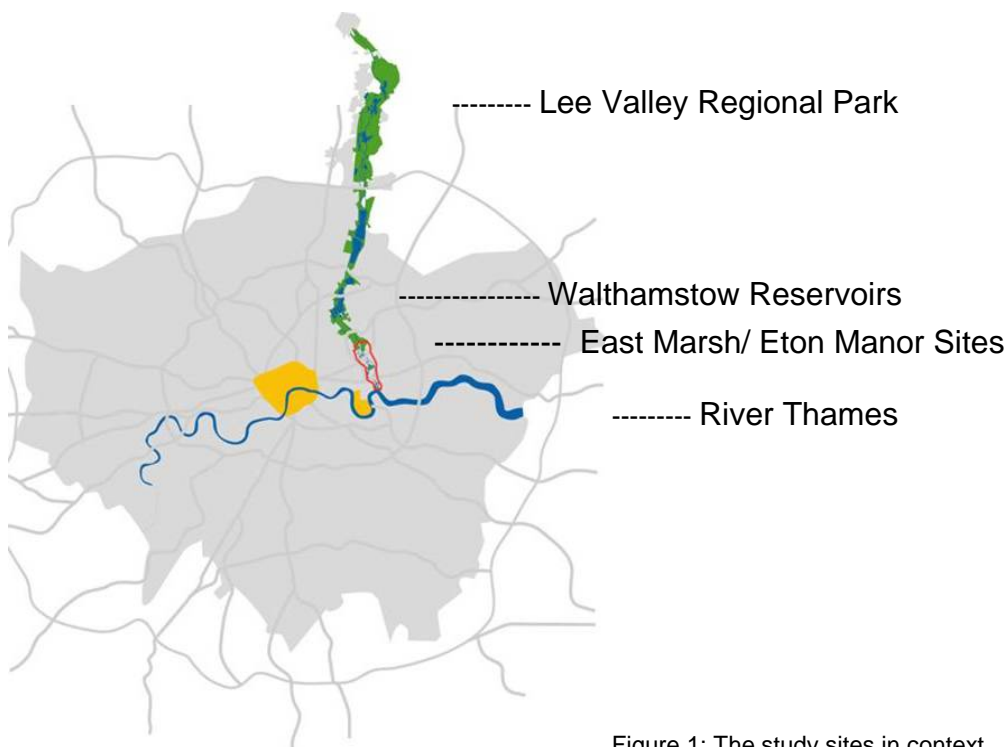 --------- Lee Valley Regional Park
---------------- Walthamstow Reservoirs
------------ East Marsh/ Eton Manor Sites
--------- River Thames
Figure 1: The study sites in context